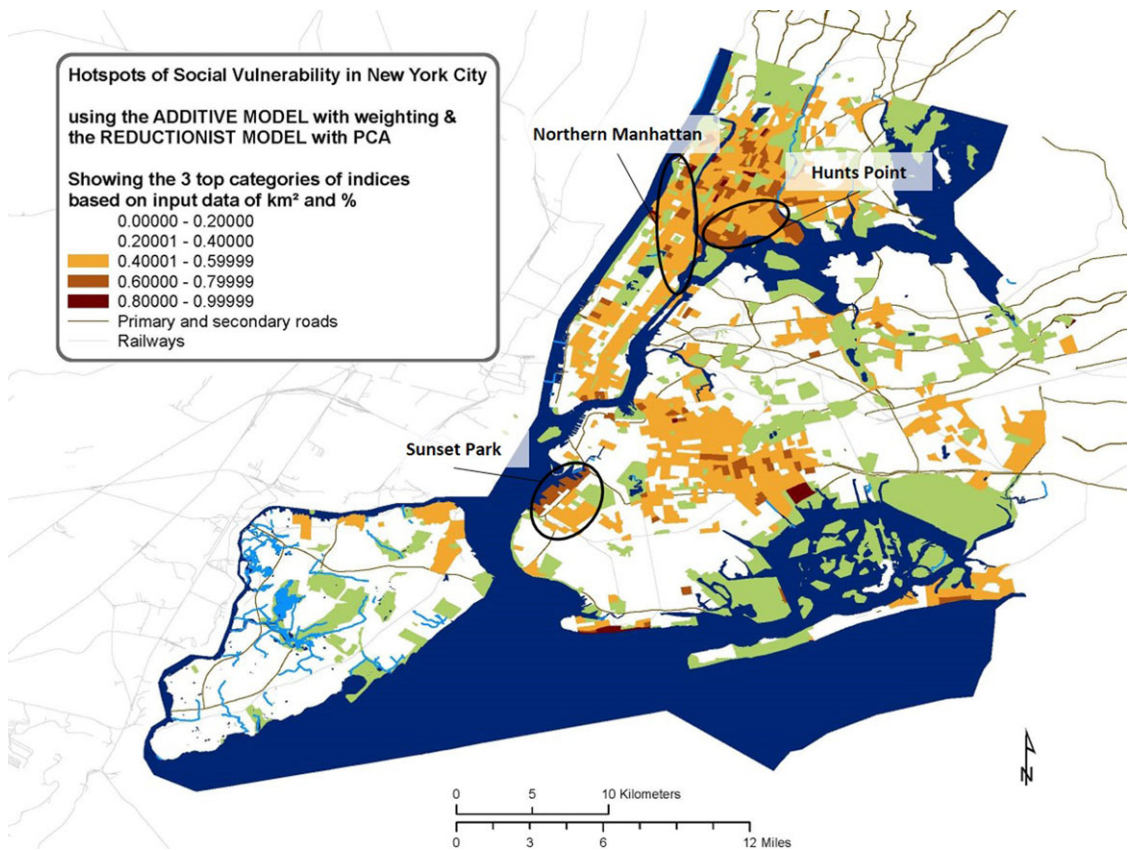 Hotspots of Social Vulnerability in New York City
using the ADDITIVE MODEL with weighting &
the REDUCTIONIST MODEL with PCA
Showing the 3 top categories of indices
based on input data of km² and %
0.00000 - 0.20000
0.20001 - 0.40000
0.40001 - 0.59999
0.60000 - 0.79999
0.80000 - 0.99999
Primary and secondary roads
Railways
Northern Manhattan
Hunts Point
Sunset Park
N
0 5 10 Kilometers
0 3 6 12 Miles